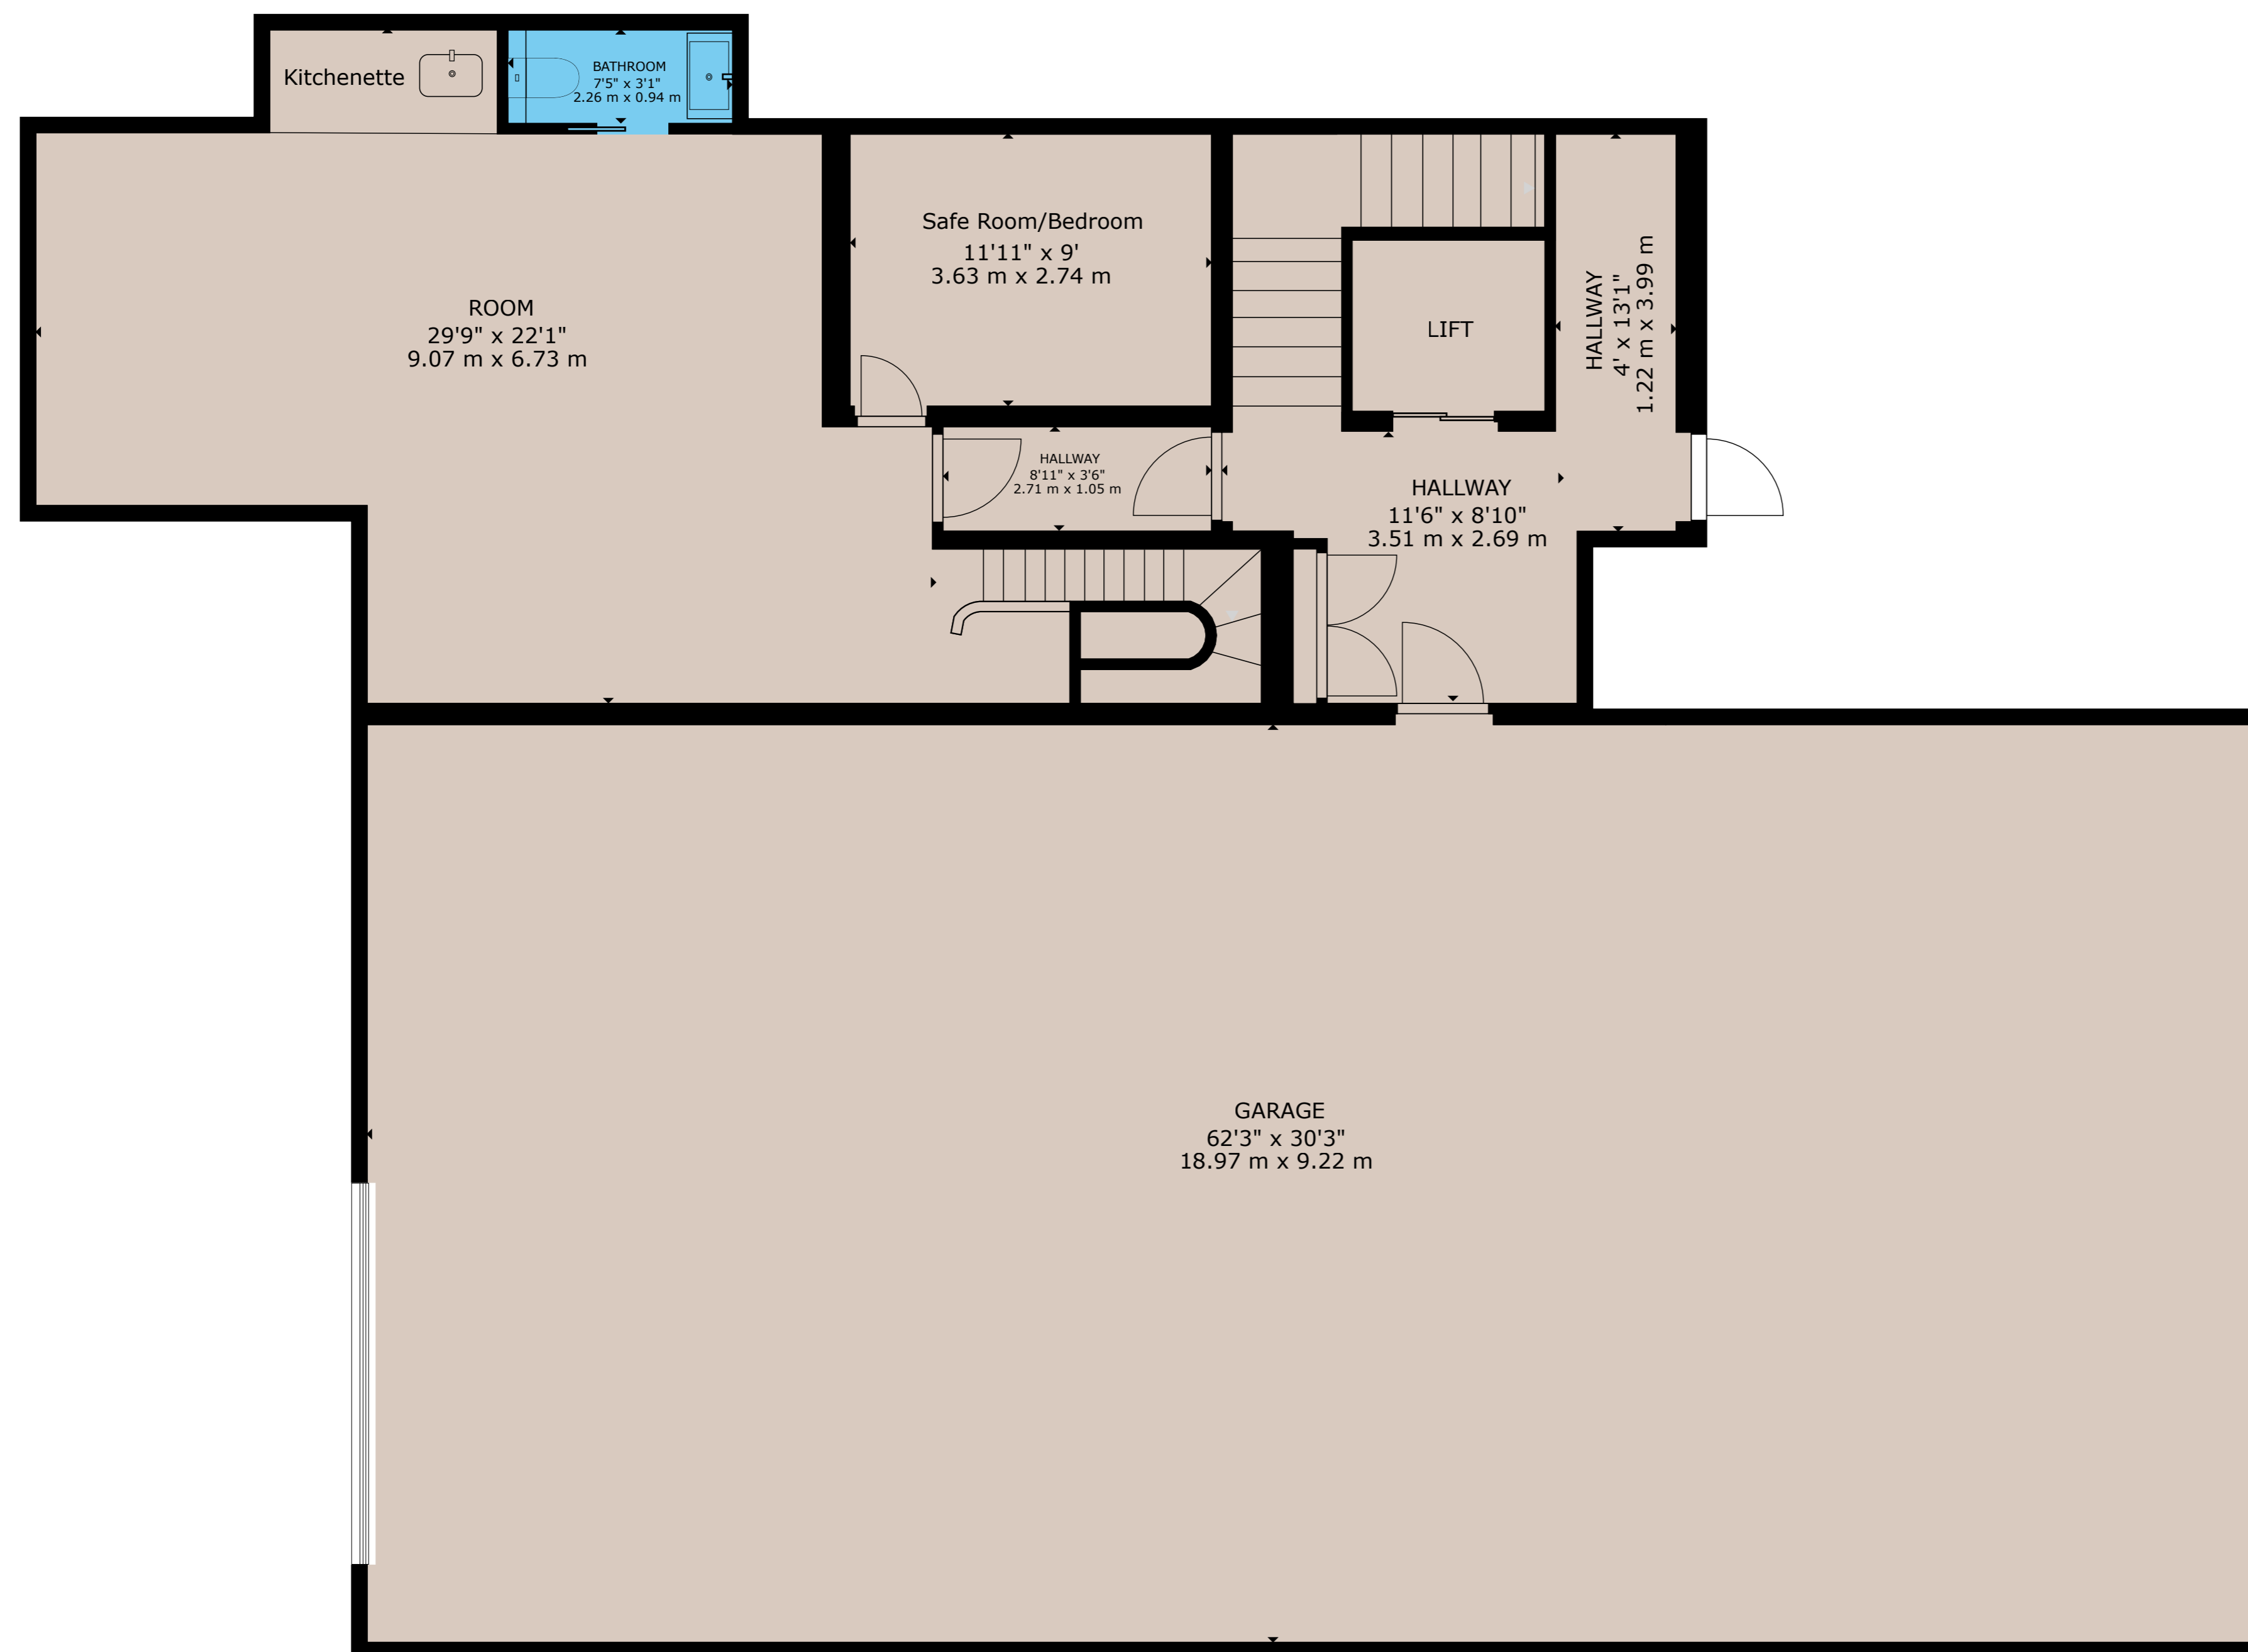 Kitchenette
BATHROOM
7'5" x 3'1"
2.26 m x 0.94 m
Safe Room/Bedroom
11'11" x 9'
3.63 m x 2.74 m
ROOM
29'9" x 22'1"
9.07 m x 6.73 m
LIFT
HALLWAY
4' x 13'1"
1.22 m x 3.99 m
HALLWAY
8'11" x 3'6"
2.71 m x 1.05 m
HALLWAY
11'6" x 8'10"
3.51 m x 2.69 m
GARAGE
62'3" x 30'3"
18.97 m x 9.22 m